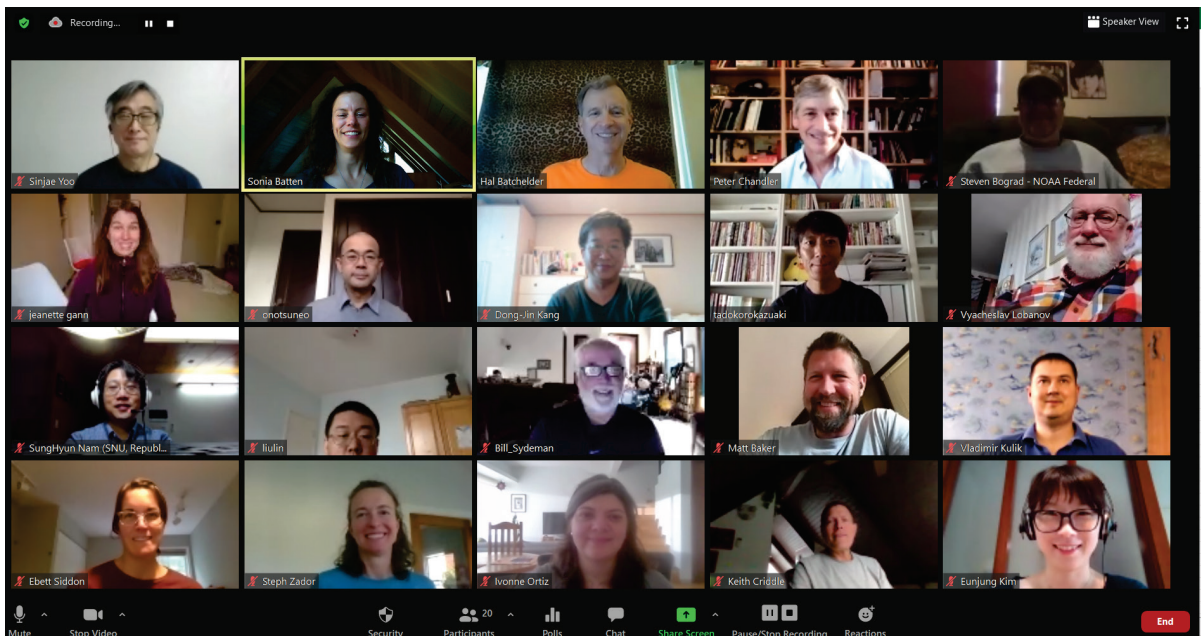 Recording...
Speaker View
Sinjae Yoo
Sonia Batten
Hal Batchelder
Peter Chandler
Steven Bograd - NOAA Federal
jeanette gann
onotsuneo
Dong-Jin Kang
tadokorokazuaki
Vyacheslav Lobanov
SungHyun Nam (SNU, Republ...
liulin
Bill_Sydeman
Matt Baker
Vladimir Kulik
Ebett Siddon
Steph Zador
Ivonne Ortiz
Keith Criddle
Eunjung Kim
20
Mute
Stop Video
Security
Participants
Polls
Chat
Share Screen
Pause/Stop Recording
Reactions
End